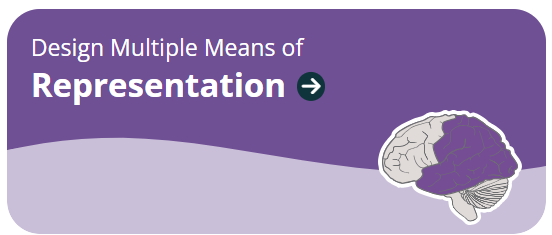 Design Multiple Means of
Representation